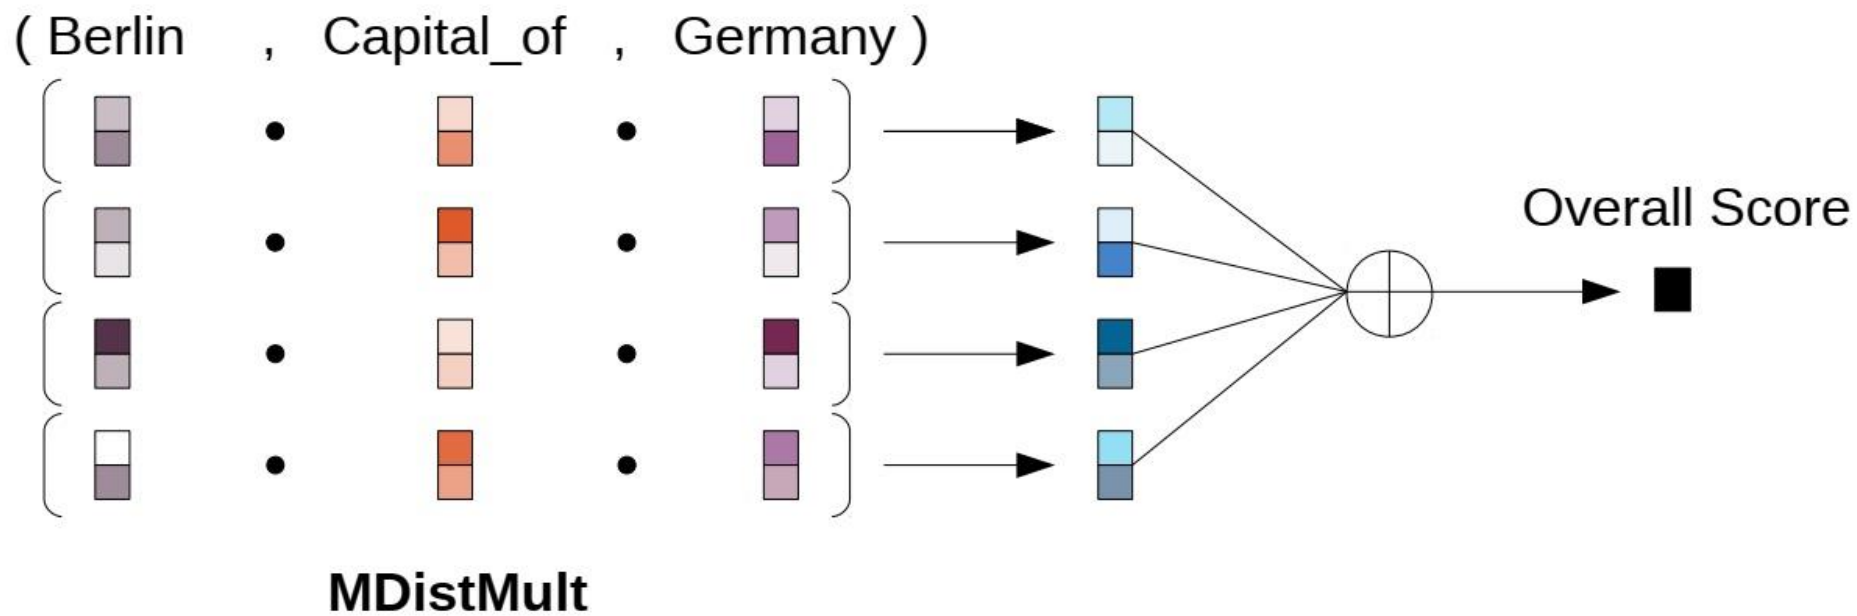 ( Berlin , Capital_of , Germany )
Overall Score
MDistMult